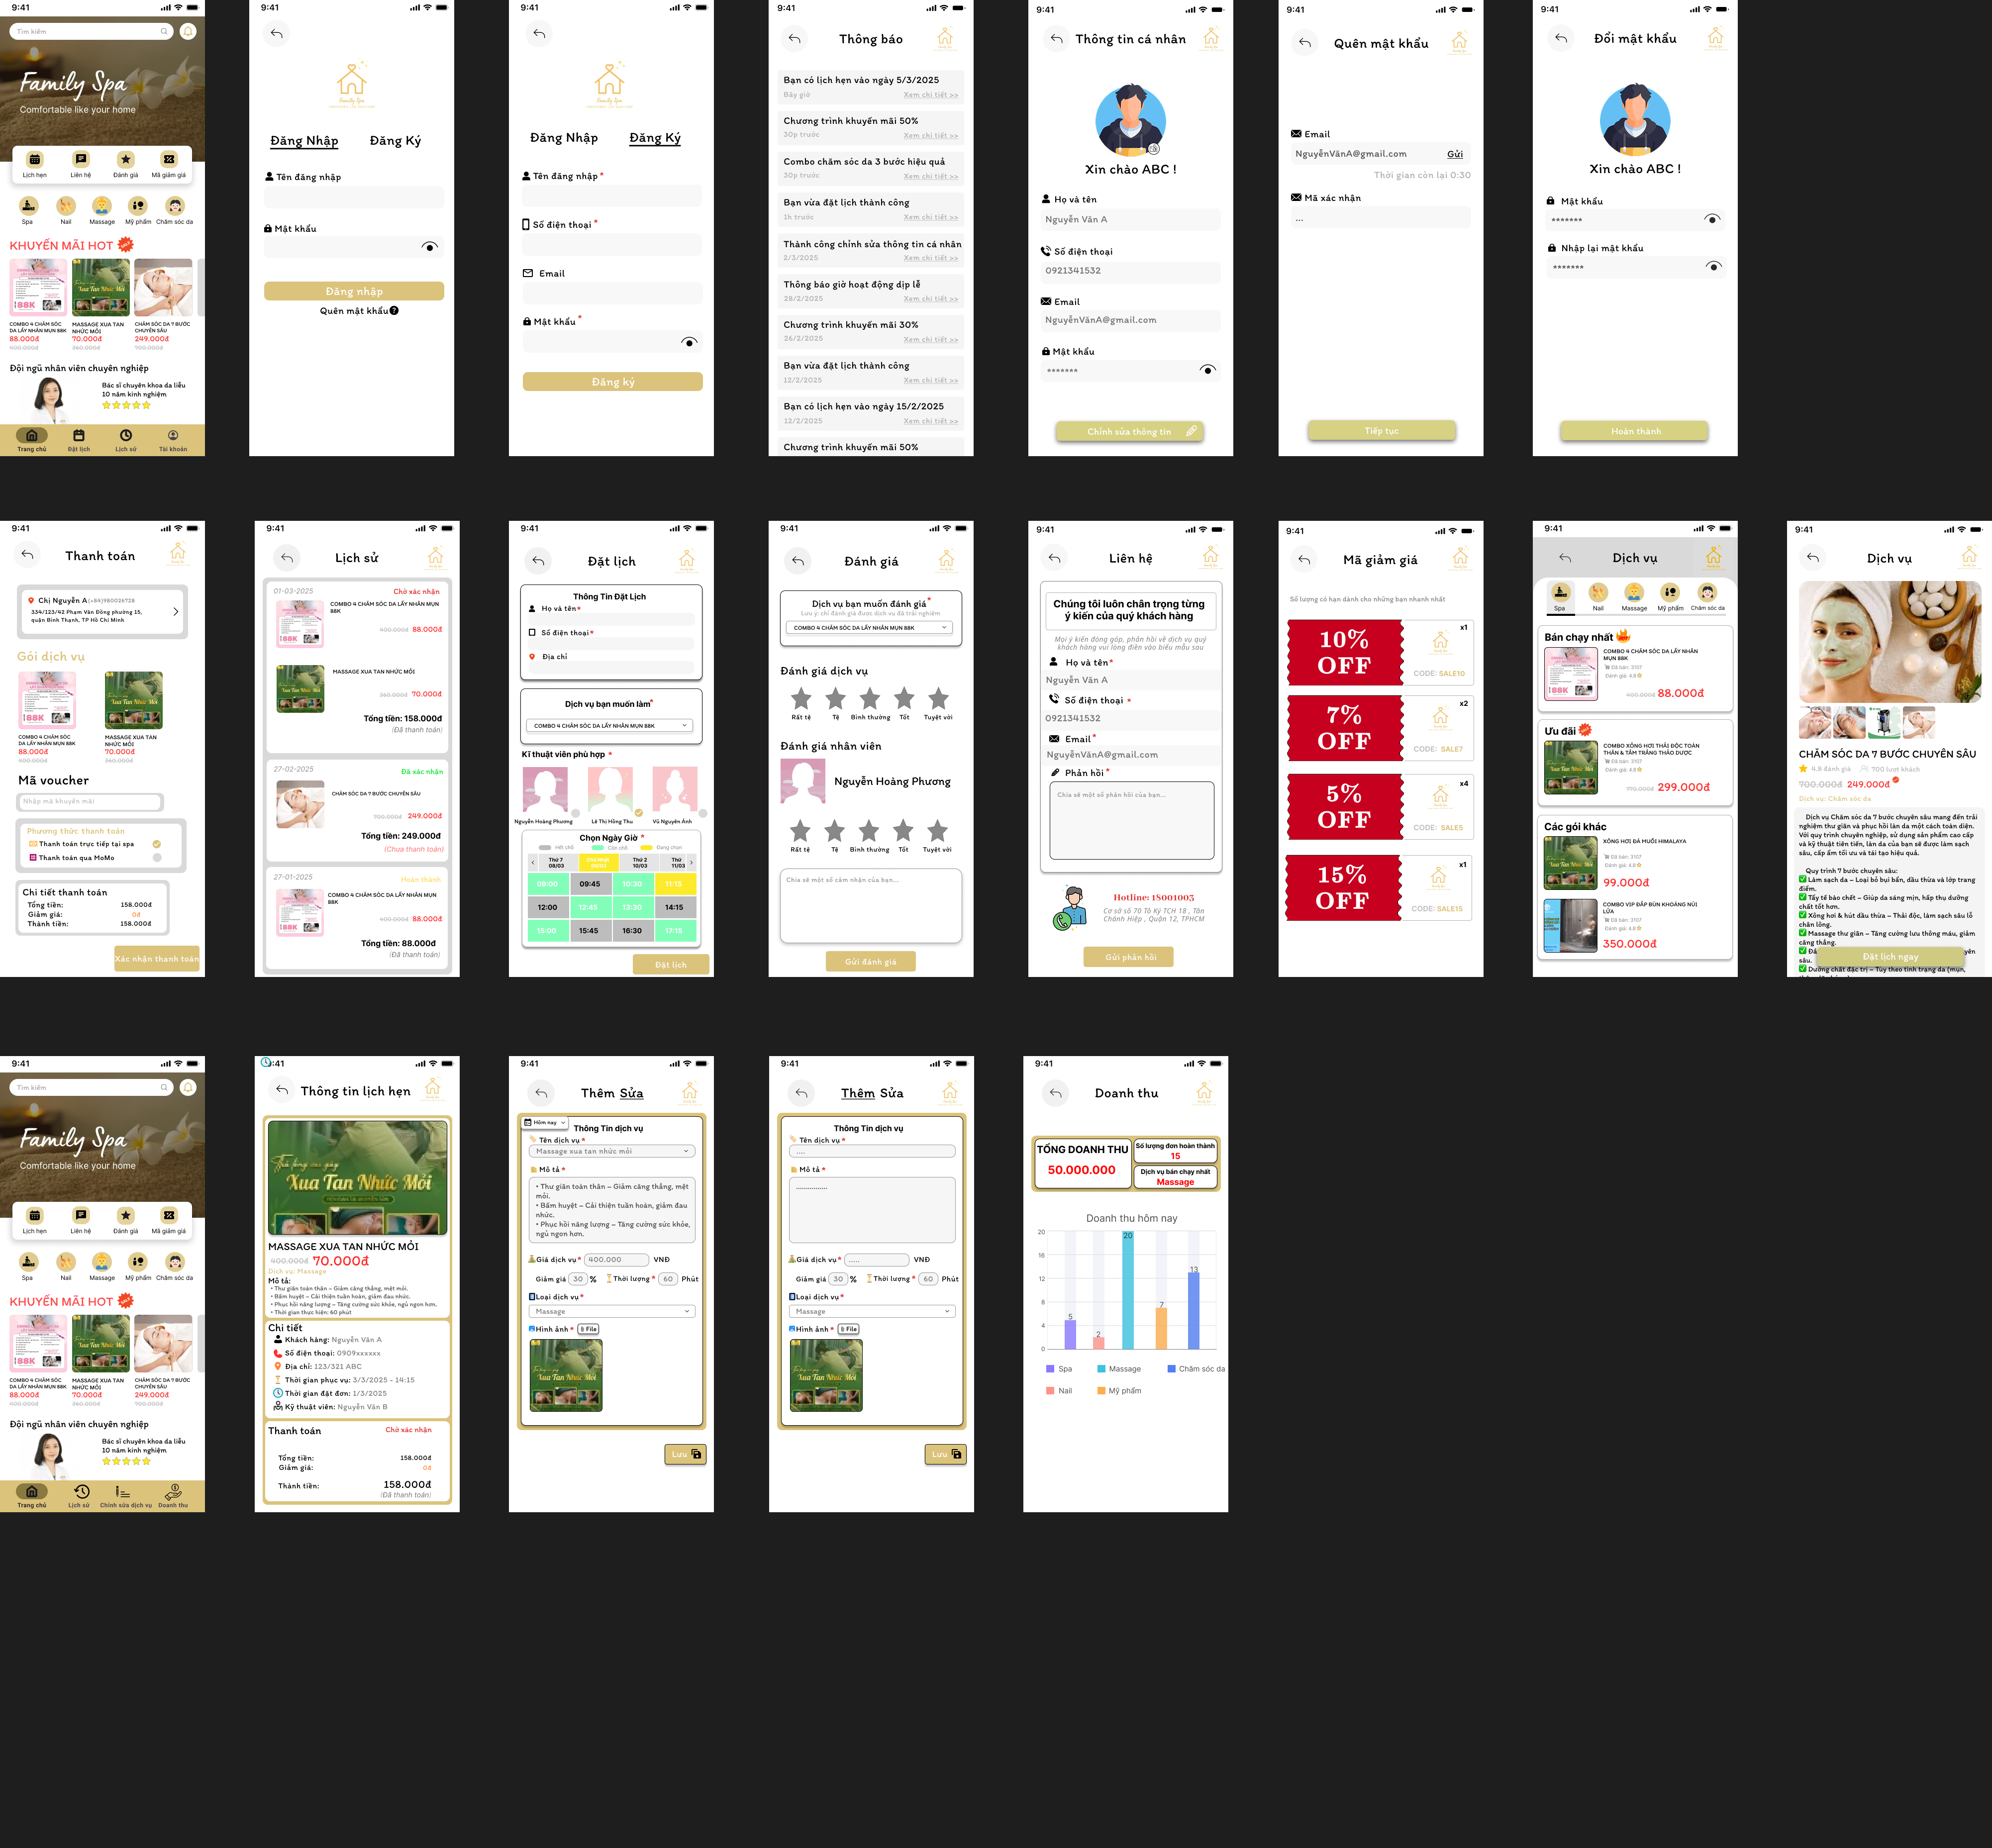 9:41
Tìm kiếm
Family Spa
Comfortable like your home
Lịch hẹn
Liên hệ
Đánh giá
Mã giảm giá
Spa
Nail
Massage
Mỹ phẩm
Chăm sóc da
KHUYẾN MÃI HOT
88K
Xua Tan Nhức Mỏi
COMBO 4 CHĂM SÓC
DA LẤY NHÂN MỤN 88K
88.000đ
400.000đ
MASSAGE XUA TAN
NHỨC MỎI
70.000đ
360.000đ
CHĂM SÓC DA 7 BƯỚC
CHUYÊN SÂU
249.000đ
700.000đ
Đội ngũ nhân viên chuyên nghiệp
Bác sĩ chuyên khoa da liễu
10 năm kinh nghiệm
Trang chủ
Đặt lịch
Lịch sử
Tài khoản
9:41
Family Spa
Đăng Nhập
Đăng Ký
Tên đăng nhập
Mật khẩu
Đăng nhập
Quên mật khẩu
9:41
Family Spa
Đăng Nhập
Đăng Ký
Tên đăng nhập *
Số điện thoại *
Email
Mật khẩu *
Đăng ký
9:41
Thông báo
Bạn có lịch hẹn vào ngày 5/3/2025
Bây giờ
Xem chi tiết >>
Chương trình khuyến mãi 50%
30p trước
Xem chi tiết >>
Combo chăm sóc da 3 bước hiệu quả
30p trước
Xem chi tiết >>
Bạn vừa đặt lịch thành công
1h trước
Xem chi tiết >>
Thành công chỉnh sửa thông tin cá nhân
2/3/2025
Xem chi tiết >>
Thông báo giờ hoạt động dịp lễ
28/2/2025
Xem chi tiết >>
Chương trình khuyến mãi 30%
26/2/2025
Xem chi tiết >>
Bạn vừa đặt lịch thành công
12/2/2025
Xem chi tiết >>
Bạn có lịch hẹn vào ngày 15/2/2025
12/2/2025
Xem chi tiết >>
Chương trình khuyến mãi 50%
9:41
Thông tin cá nhân
Xin chào ABC !
Họ và tên
Nguyễn Văn A
Số điện thoại
0921341532
Email
NguyễnVănA@gmail.com
Mật khẩu
*******
Chỉnh sửa thông tin
9:41
Quên mật khẩu
Email
NguyễnVănA@gmail.com
Gửi
Thời gian còn lại 0:30
Mã xác nhận
...
Tiếp tục
9:41
Đổi mật khẩu
Xin chào ABC !
Mật khẩu
*******
Nhập lại mật khẩu
*******
Hoàn thành
9:41
Thanh toán
Chị Nguyễn A(+84)980026728
334/123/42 Phạm Văn Đồng phường 15,
quận Bình Thạnh, TP Hồ Chí Minh
Gói dịch vụ
88K
COMBO 4 CHĂM SÓC
DA LẤY NHÂN MỤN 88K
88.000đ
400.000đ
MASSAGE XUA TAN
NHỨC MỎI
70.000đ
360.000đ
Mã voucher
Nhập mã khuyến mãi
Phương thức thanh toán
Thanh toán trực tiếp tại spa
Thanh toán qua MoMo
Chi tiết thanh toán
Tổng tiền: 158.000đ
Giảm giá: 0đ
Thành tiền: 158.000đ
Xác nhận thanh toán
9:41
Lịch sử
01-03-2025
Chờ xác nhận
COMBO 4 CHĂM SÓC DA LẤY NHÂN MỤN
88K
400.000đ 88.000đ
MASSAGE XUA TAN NHỨC MỎI
360.000đ 70.000đ
Tổng tiền: 158.000đ
(Đã thanh toán)
27-02-2025
Đã xác nhận
CHĂM SÓC DA 7 BƯỚC CHUYÊN SÂU
700.000đ 249.000đ
Tổng tiền: 249.000đ
(Chưa thanh toán)
27-01-2025
Hoàn thành
COMBO 4 CHĂM SÓC DA LẤY NHÂN MỤN
88K
400.000đ 88.000đ
Tổng tiền: 88.000đ
(Đã thanh toán)
9:41
Đặt lịch
Thông Tin Đặt Lịch
Họ và tên*
Số điện thoại*
Địa chỉ
Dịch vụ bạn muốn làm*
COMBO 4 CHĂM SÓC DA LẤY NHÂN MỤN 88K
Kĩ thuật viên phù hợp *
Nguyễn Hoàng Phương
Lê Thị Hồng Thu
Vũ Nguyên Ánh
Chọn Ngày Giờ *
Hết chỗ
Còn chỗ
Đang chọn
Thứ 7
08/03
Chủ Nhật
09/03
Thứ 2
10/03
Thứ
11/03
09:00 09:45 10:30 11:15
12:00 12:45 13:30 14:15
15:00 15:45 16:30 17:15
Đặt lịch
9:41
Đánh giá
Dịch vụ bạn muốn đánh giá*
Lưu ý: chỉ đánh giá được dịch vụ đã trải nghiệm
COMBO 4 CHĂM SÓC DA LẤY NHÂN MỤN 88K
Đánh giá dịch vụ
Rất tệ
Tệ
Bình thường
Tốt
Tuyệt vời
Đánh giá nhân viên
Nguyễn Hoàng Phương
Rất tệ
Tệ
Bình thường
Tốt
Tuyệt vời
Chia sẻ một số cảm nhận của bạn...
Gửi đánh giá
9:41
Liên hệ
Chúng tôi luôn chân trọng từng
ý kiến của quý khách hàng
Mọi ý kiến đóng góp, phản hồi về dịch vụ quý
khách hàng vui lòng điền vào biểu mẫu sau
Họ và tên*
Nguyễn Văn A
Số điện thoại *
0921341532
Email*
NguyễnVănA@gmail.com
Phản hồi*
Chia sẻ một số phản hồi của bạn...
Hotline: 18001003
Cơ sở số 70 Tô Ký TCH 18 , Tân
Chánh Hiệp , Quận 12, TPHCM
Gửi phản hồi
9:41
Mã giảm giá
Số lượng có hạn dành cho những bạn nhanh nhất
10%
OFF
x1
CODE: SALE10
7%
OFF
x2
CODE: SALE7
5%
OFF
x4
CODE: SALE5
15%
OFF
x1
CODE: SALE15
9:41
Dịch vụ
Spa
Nail
Massage
Mỹ phẩm
Chăm sóc da
Bán chạy nhất
COMBO 4 CHĂM SÓC DA LẤY NHÂN
MỤN 88K
Đã bán: 3107
Đánh giá: 4.8
400.000đ 88.000đ
Ưu đãi
COMBO XÔNG HƠI THẢI ĐỘC TOÀN
THÂN & TẮM TRẮNG THẢO DƯỢC
Đã bán: 3107
Đánh giá: 4.8
770.000đ 299.000đ
Các gói khác
XÔNG HƠI ĐÁ MUỐI HIMALAYA
Đã bán: 3107
Đánh giá: 4.8
99.000đ
COMBO VIP ĐẮP BÙN KHOÁNG NÚI
LỬA
Đã bán: 3107
Đánh giá: 4.8
350.000đ
9:41
Dịch vụ
CHĂM SÓC DA 7 BƯỚC CHUYÊN SÂU
4.8 đánh giá
700 lượt khách
700.000đ 249.000đ
Dịch vụ: Chăm sóc da
Dịch vụ Chăm sóc da 7 bước chuyên sâu mang đến trải
nghiệm thư giãn và phục hồi làn da một cách toàn diện.
Với quy trình chuyên nghiệp, sử dụng sản phẩm cao cấp
và kỹ thuật tiên tiến, làn da của bạn sẽ được làm sạch
sâu, cấp ẩm tối ưu và tái tạo hiệu quả.
Quy trình 7 bước chuyên sâu:
✅ Làm sạch da – Loại bỏ bụi bẩn, dầu thừa và lớp trang
điểm.
✅ Tẩy tế bào chết – Giúp da sáng mịn, hấp thụ dưỡng
chất tốt hơn.
✅ Xông hơi & hút dầu thừa – Thải độc, làm sạch sâu lỗ
chân lông.
✅ Massage thư giãn – Tăng cường lưu thông máu, giảm
căng thẳng.
sâu.
Đặt lịch ngay
✅ Dưỡng chất đặc trị – Tùy theo tình trạng da (mụn,
9:41
Tìm kiếm
Family Spa
Comfortable like your home
Lịch hẹn
Liên hệ
Đánh giá
Mã giảm giá
Spa
Nail
Massage
Mỹ phẩm
Chăm sóc da
KHUYẾN MÃI HOT
88K
Xua Tan Nhức Mỏi
COMBO 4 CHĂM SÓC
DA LẤY NHÂN MỤN 88K
88.000đ
400.000đ
MASSAGE XUA TAN
NHỨC MỎI
70.000đ
360.000đ
CHĂM SÓC DA 7 BƯỚC
CHUYÊN SÂU
249.000đ
700.000đ
Đội ngũ nhân viên chuyên nghiệp
Bác sĩ chuyên khoa da liễu
10 năm kinh nghiệm
Trang chủ
Lịch sử
Chỉnh sửa dịch vụ
Doanh thu
:41
Thông tin lịch hẹn
Xua Tan Nhức Mỏi
MASSAGE XUA TAN NHỨC MỎI
400.000đ 70.000đ
Dịch vụ: Massage
Mô tả:
• Thư giãn toàn thân – Giảm căng thẳng, mệt mỏi.
• Bấm huyệt – Cải thiện tuần hoàn, giảm đau nhức.
• Phục hồi năng lượng – Tăng cường sức khỏe, ngủ ngon hơn.
• Thời gian thực hiện: 60 phút
Chi tiết
Khách hàng: Nguyễn Văn A
Số điện thoại: 0909xxxxxx
Địa chỉ: 123/321 ABC
Thời gian phục vụ: 3/3/2025 - 14:15
Thời gian đặt đơn: 1/3/2025
Kỹ thuật viên: Nguyễn Văn B
Thanh toán
Chờ xác nhận
Tổng tiền: 158.000đ
Giảm giá: 0đ
Thành tiền: 158.000đ
(Đã thanh toán)
9:41
Thêm Sửa
Hôm nay
Thông Tin dịch vụ
Tên dịch vụ *
Massage xua tan nhức mỏi
Mô tả *
• Thư giãn toàn thân – Giảm căng thẳng, mệt
mỏi.
• Bấm huyệt – Cải thiện tuần hoàn, giảm đau
nhức.
• Phục hồi năng lượng – Tăng cường sức khỏe,
ngủ ngon hơn.
Giá dịch vụ* 400.000 VNĐ
Giảm giá 30 % Thời lượng * 60 Phút
Loại dịch vụ*
Massage
Hình ảnh * File
9:41
Thêm Sửa
Thông Tin dịch vụ
Tên dịch vụ *
....
Mô tả *
...............
Giá dịch vụ* ..... VNĐ
Giảm giá 30 % Thời lượng * 60 Phút
Loại dịch vụ*
Massage
Hình ảnh * File
9:41
Doanh thu
TỔNG DOANH THU
50.000.000
Số lượng đơn hoàn thành
15
Dịch vụ bán chạy nhất
Massage
Doanh thu hôm nay
20
16
12
8
4
0
5
2
20
7
13
Spa
Massage
Chăm sóc da
Nail
Mỹ phẩm